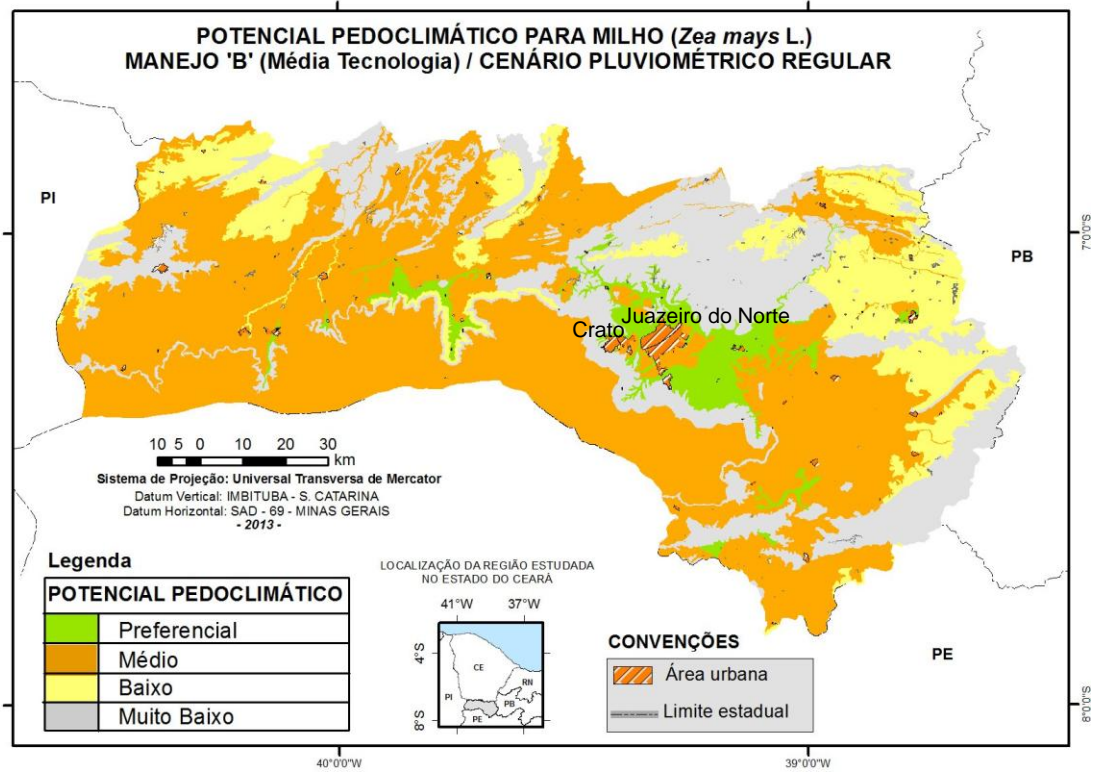 POTENCIAL PEDOCLIMÁTICO PARA MILHO (Zea mays L.)
MANEJO 'B' (Média Tecnologia) / CENÁRIO PLUVIOMÉTRICO REGULAR
PI
7°0'0"S
PB
Juazeiro do Norte
Crato
10 5 0 10 20 30
km
Sistema de Projeção: Universal Transversa de Mercator
Datum Vertical: IMBITUBA - S. CATARINA
Datum Horizontal: SAD - 69 - MINAS GERAIS
- 2013 -
Legenda
POTENCIAL PEDOCLIMÁTICO
Preferencial
Médio
Baixo
Muito Baixo
LOCALIZAÇÃO DA REGIÃO ESTUDADA
NO ESTADO DO CEARÁ
41°W 37°W
4°S
8°S
CE
RN
PI
PB
PE
CONVENÇÕES
Área urbana
Limite estadual
PE
8°0'0"S
40°0'0"W
39°0'0"W